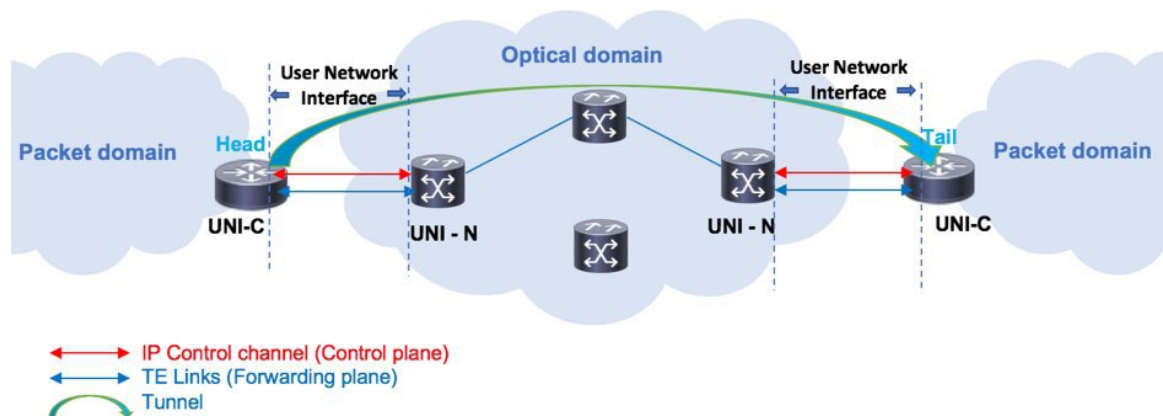 Optical domain
User Network
Interface
User Network
Interface
Packet domain
Head
Tail
Packet domain
UNI-C
UNI - N
UNI - N
UNI-C
IP Control channel (Control plane)
TE Links (Forwarding plane)
Tunnel